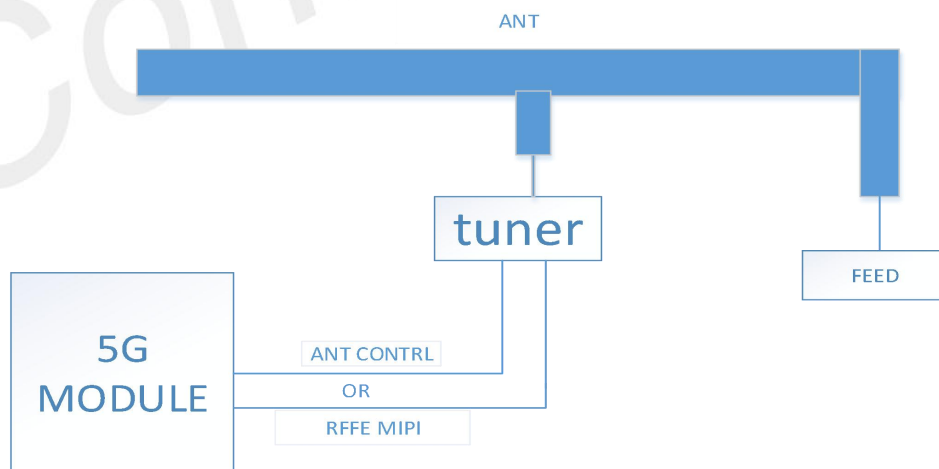 ANT
tuner
FEED
5G
MODULE
ANT CONTRL
OR
RFFE MIPI